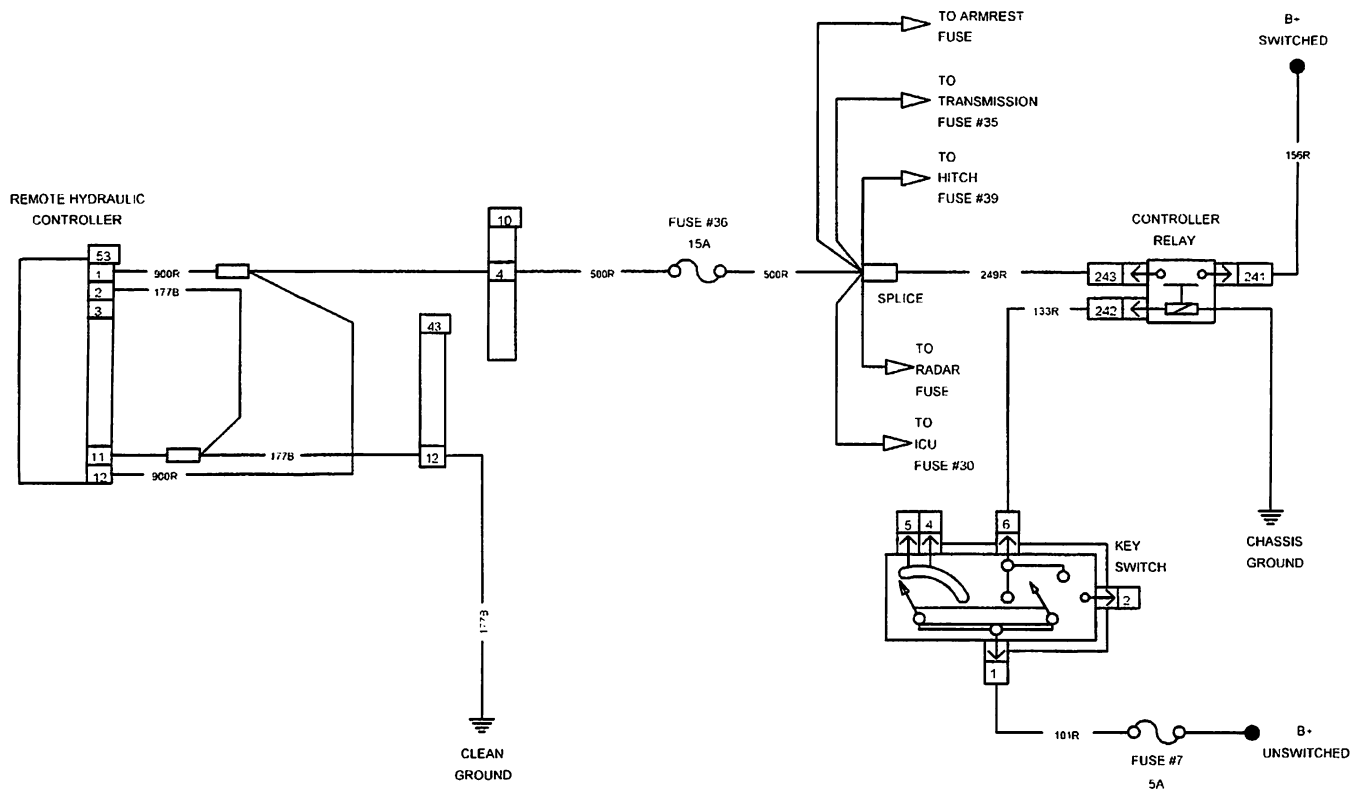 TO ARMREST
FUSE
B+
SWITCHED
TO
TRANSMISSION
FUSE #35
156R
TO
HITCH
FUSE #39
REMOTE HYDRAULIC
CONTROLLER
10
FUSE #36
15A
CONTROLLER
RELAY
53
1
900R
4
500R
500R
249R
243
241
2
177B
SPLICE
3
43
133R
242
TO
RADAR
FUSE
TO
ICU
FUSE #30
11
177B
12
12
900R
5
4
6
KEY
SWITCH
CHASSIS
GROUND
2
177B
1
CLEAN
GROUND
101R
B+
UNSWITCHED
FUSE #7
5A